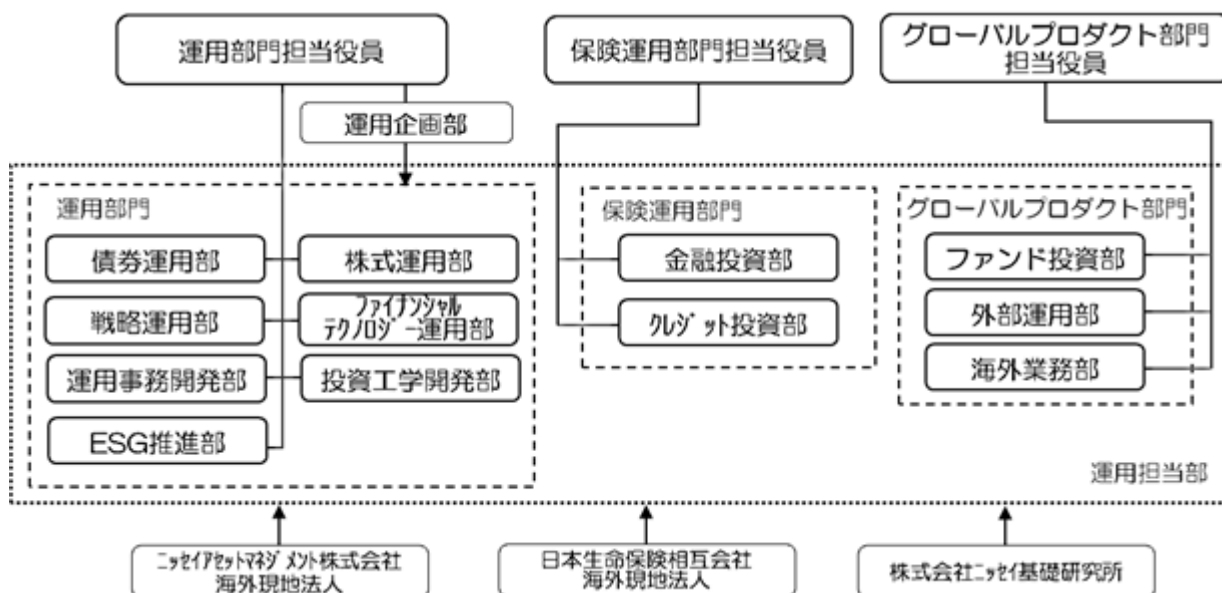 運用部門担当役員
保険運用部門担当役員
グローバルプロダクト部門
担当役員
運用企画部
運用部門
債券運用部
株式運用部
戦略運用部
ファイナンシャル
テクノロジー運用部
運用事務開発部
投資工学開発部
ESG推進部
保険運用部門
金融投資部
クレジット投資部
グローバルプロダクト部門
ファンド投資部
外部運用部
海外業務部
運用担当部
ニッセイアセットマネジメント株式会社
海外現地法人
日本生命保険相互会社
海外現地法人
株式会社ニッセイ基礎研究所